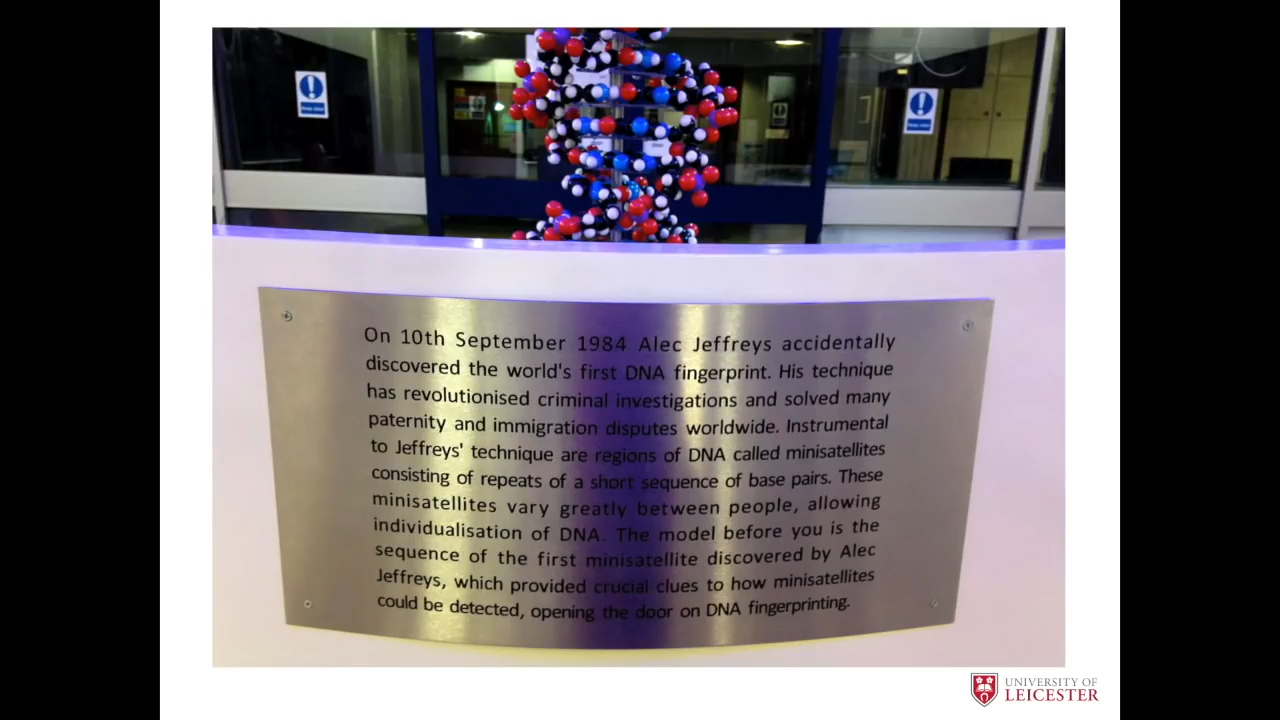 On 10th September 1984 Alec Jeffreys accidentally
discovered the world's first DNA fingerprint. His technique
has revolutionised criminal investigations and solved many
paternity and immigration disputes worldwide. Instrumental
to Jeffreys' technique are regions of DNA called minisatellites
consisting of repeats of a short sequence of base pairs. These
minisatellites vary greatly between people, allowing
individualisation of DNA. The model before you is the
sequence of the first minisatellite discovered by Alec
Jeffreys, which provided crucial clues to how minisatellites
could be detected, opening the door on DNA fingerprinting.
UNIVERSITY OF
LEICESTER